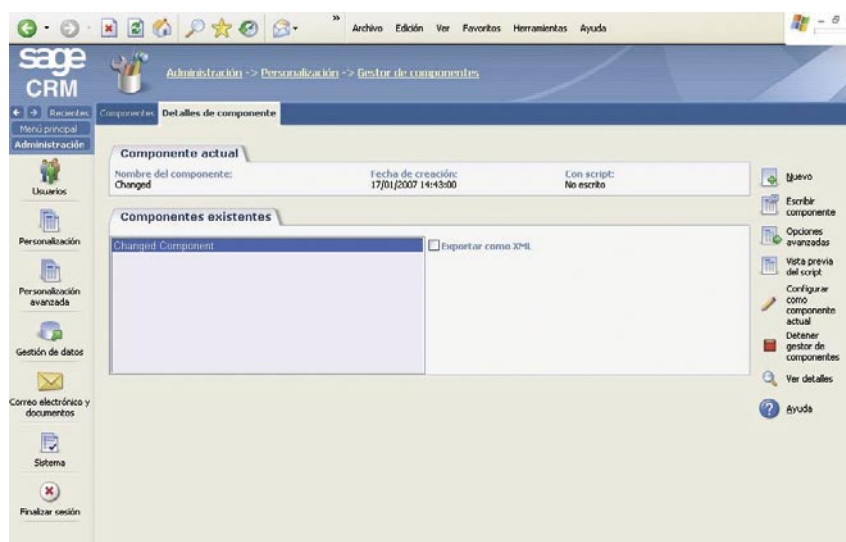 » Archivo Edición Ver Favoritos Herramientas Ayuda
sage
CRM
Administración -> Personalización -> Gestor de componentes
Recientes
Menú principal
Administración
Componentes Detalles de componente
Usuarios
Personalización
Personalización
avanzada
Gestión de datos
Correo electrónico y
documentos
Sistema
Finalizar sesión
Componente actual
Nombre del componente: Fecha de creación: Con script:
Changed 17/01/2007 14:43:00 No escrito
Componentes existentes
Changed Component
Exportar como XML
Nuevo
Escribir
componente
Opciones
avanzadas
Vista previa
del script
Configurar
como
componente
actual
Detener
gestor de
componentes
Ver detalles
Ayuda